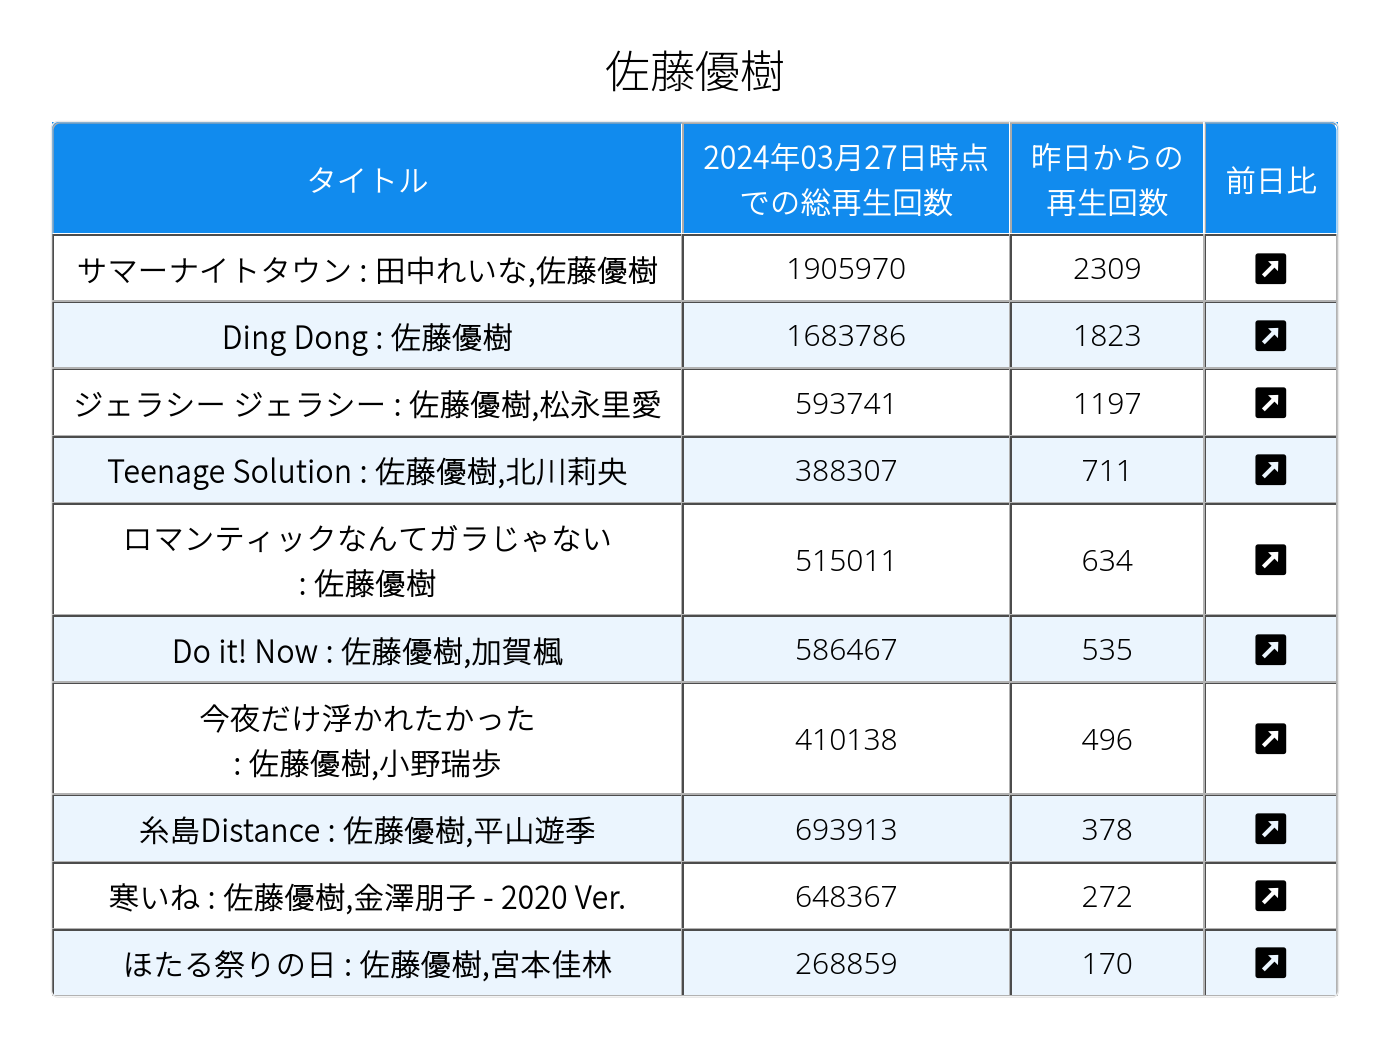 佐藤優樹
タイトル
2024年03月27日時点
での総再生回数
昨日からの
再生回数
前日比
サマーナイトタウン : 田中れいな,佐藤優樹 1905970 2309
Ding Dong : 佐藤優樹 1683786 1823
ジェラシー ジェラシー : 佐藤優樹,松永里愛 593741 1197
Teenage Solution : 佐藤優樹,北川莉央 388307 711
ロマンティックなんてガラじゃない
: 佐藤優樹 515011 634
Do it! Now : 佐藤優樹,加賀楓 586467 535
今夜だけ浮かれたかった
: 佐藤優樹,小野瑞歩 410138 496
糸島Distance : 佐藤優樹,平山遊季 693913 378
寒いね : 佐藤優樹,金澤朋子 - 2020 Ver. 648367 272
ほたる祭りの日 : 佐藤優樹,宮本佳林 268859 170